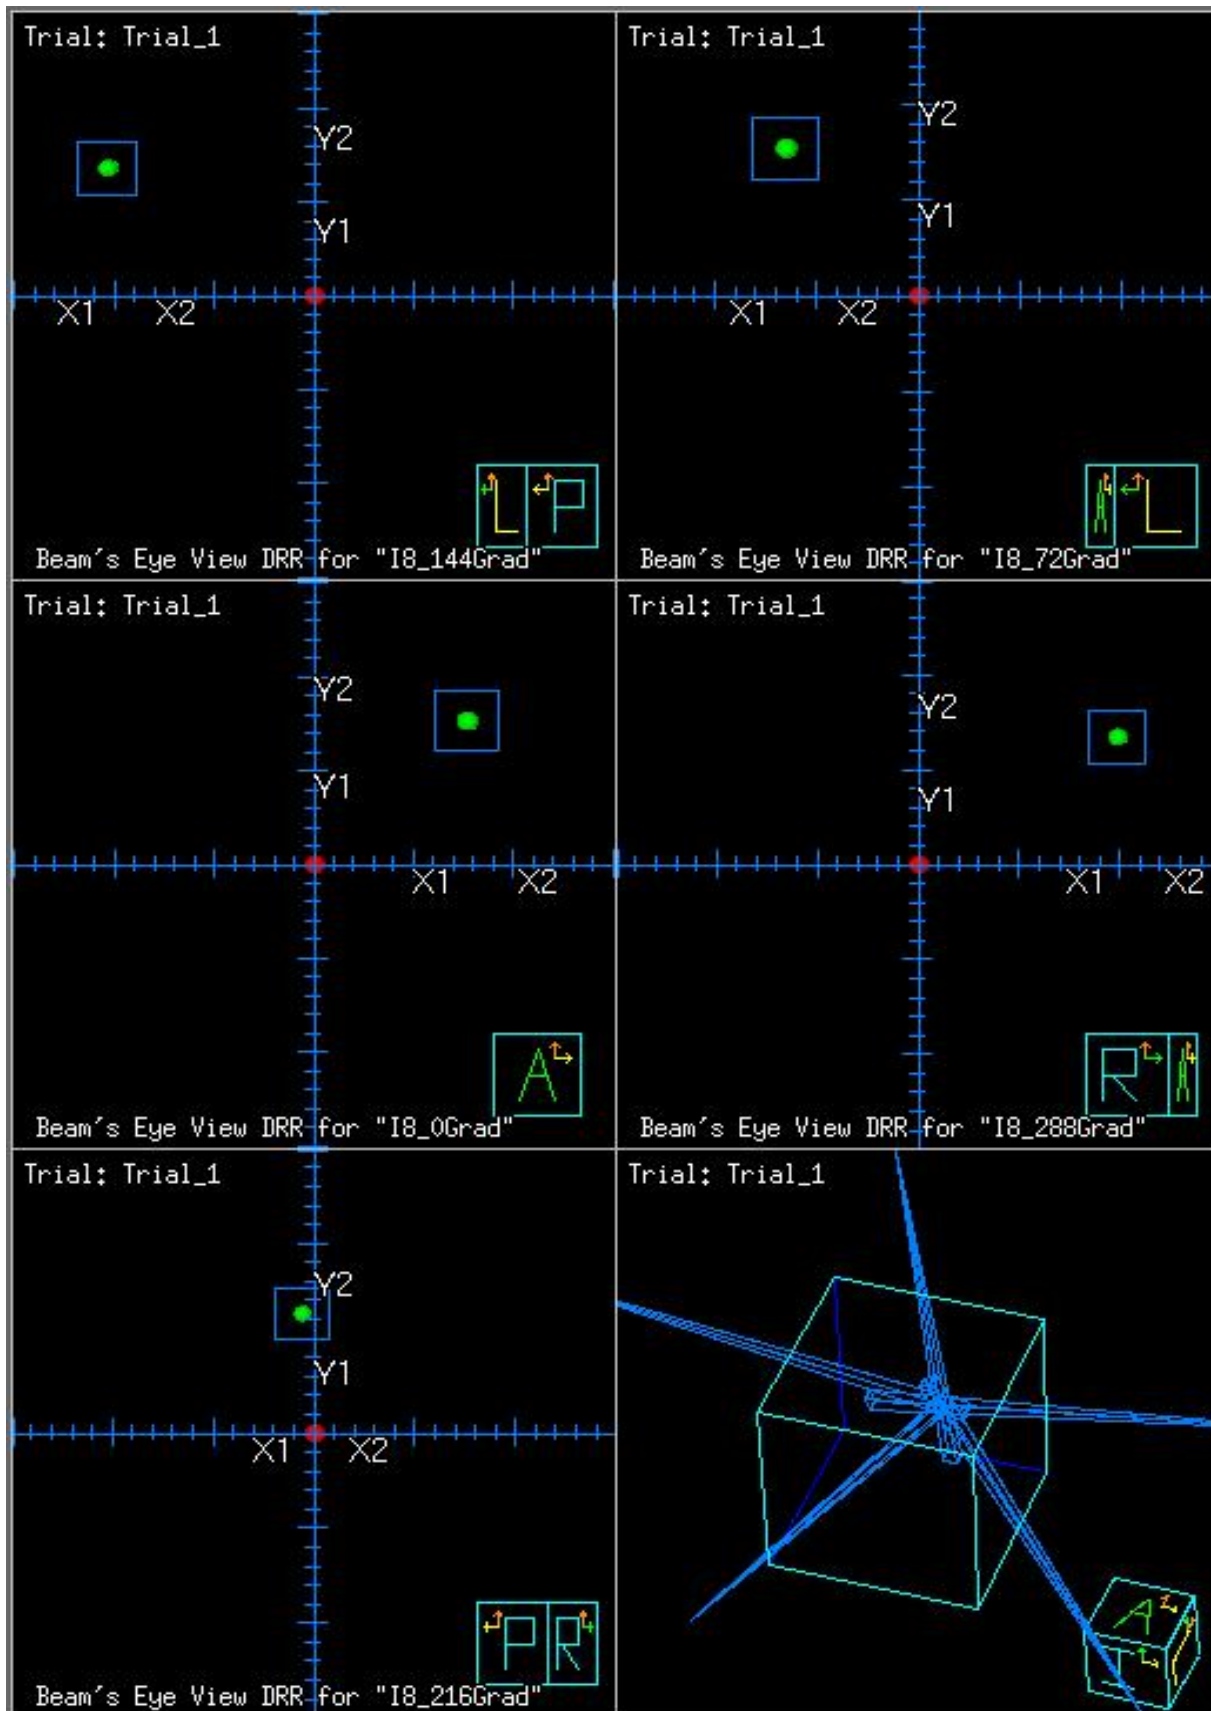 Trial: Trial_1
Y2
Y1
X1 X2
L P
Beam's Eye View DRR for "I8_144Grad"
Trial: Trial_1
Y2
Y1
X1 X2
A L
Beam's Eye View DRR for "I8_72Grad"
Trial: Trial_1
Y2
Y1
X1 X2
A
Beam's Eye View DRR for "I8_0Grad"
Trial: Trial_1
Y2
Y1
X1 X2
R A
Beam's Eye View DRR for "I8_288Grad"
Trial: Trial_1
Y2
Y1
X1 X2
P R
Beam's Eye View DRR for "I8_216Grad"
Trial: Trial_1
A